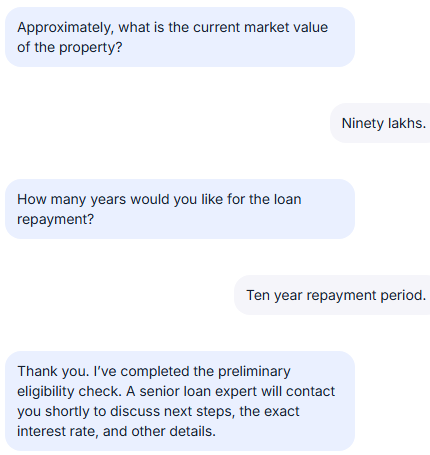 Approximately, what is the current market value
of the property?
Ninety lakhs.
How many years would you like for the loan
repayment?
Ten year repayment period.
Thank you. I’ve completed the preliminary
eligibility check. A senior loan expert will contact
you shortly to discuss next steps, the exact
interest rate, and other details.